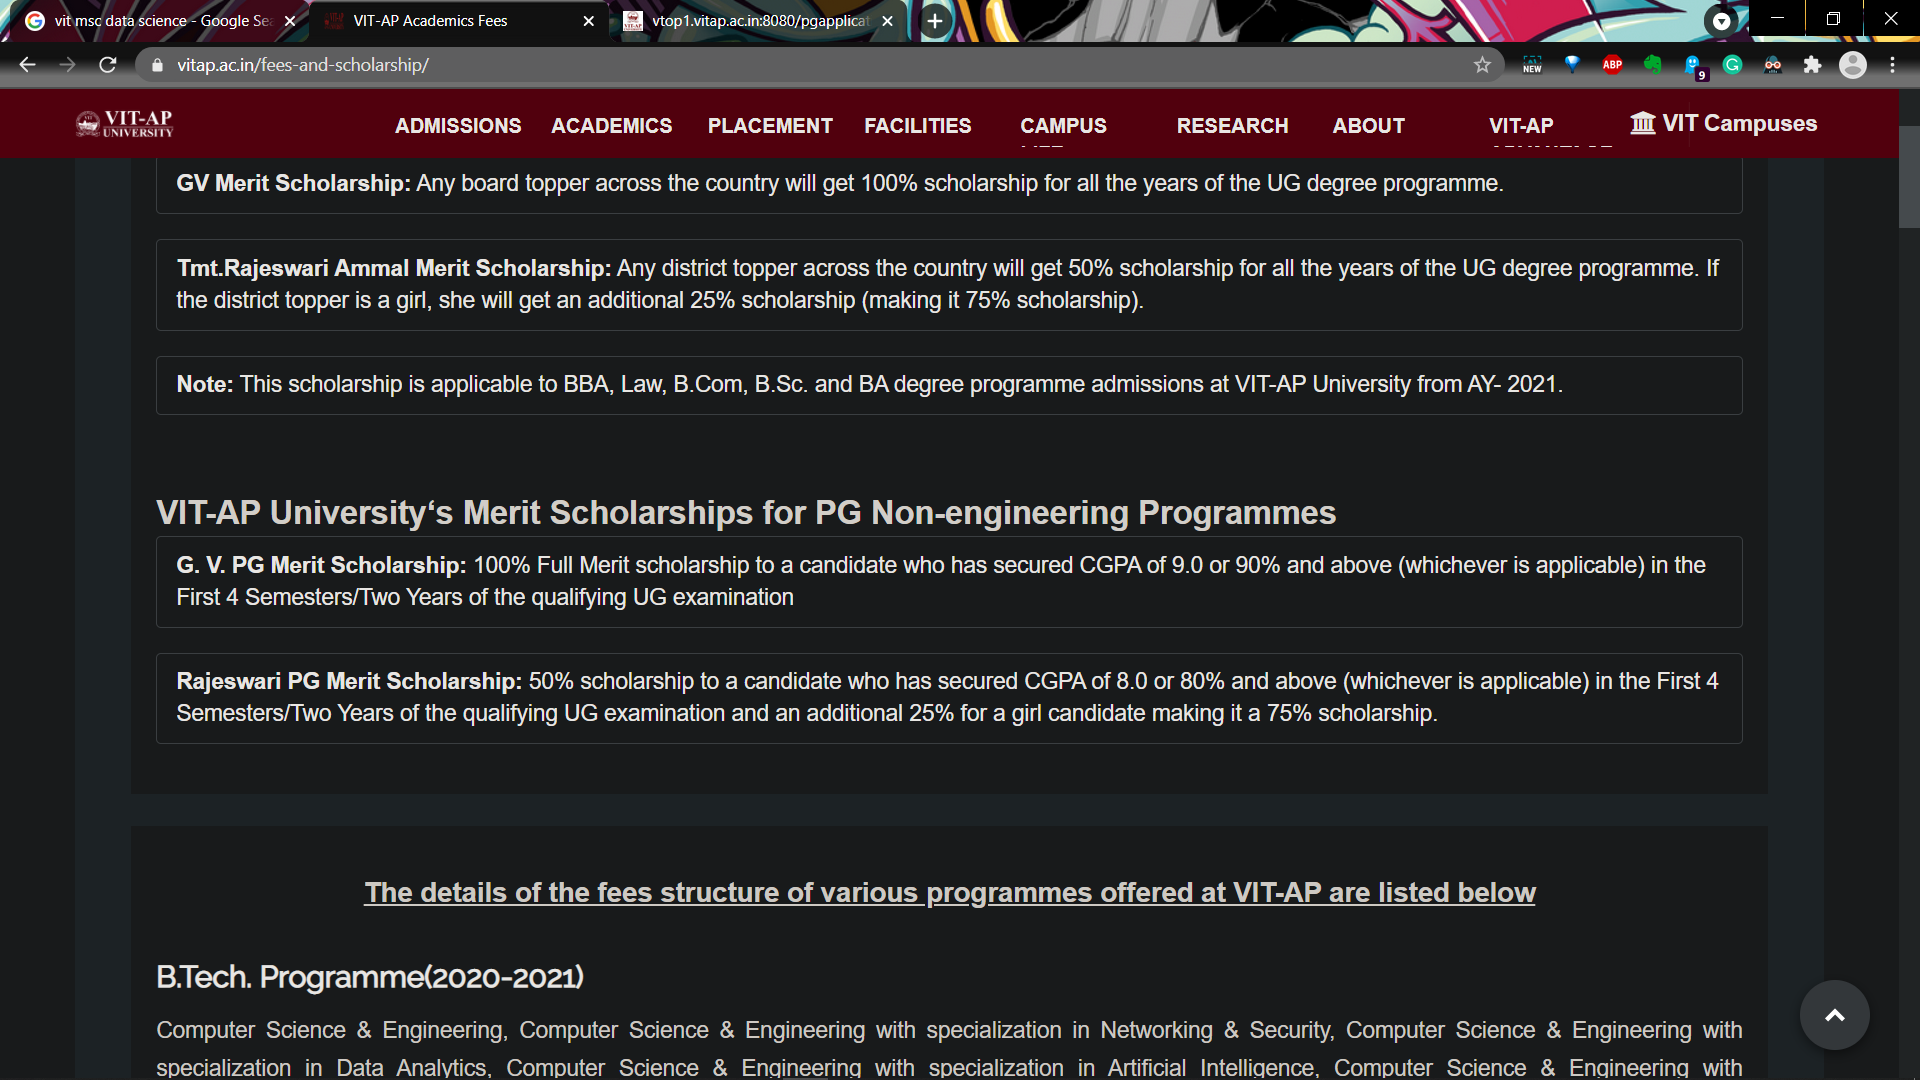 vit msc data science - Google Sea
VIT-AP Academics Fees
vtop1.vitap.ac.in:8080/pgapplicat
vitap.ac.in/fees-and-scholarship/
NEW
ABP
9
VIT-AP
UNIVERSITY
ADMISSIONS
ACADEMICS
PLACEMENT
FACILITIES
CAMPUS
RESEARCH
ABOUT
VIT-AP
VIT Campuses
GV Merit Scholarship: Any board topper across the country will get 100% scholarship for all the years of the UG degree programme.
Tmt.Rajeswari Ammal Merit Scholarship: Any district topper across the country will get 50% scholarship for all the years of the UG degree programme. If
the district topper is a girl, she will get an additional 25% scholarship (making it 75% scholarship).
Note: This scholarship is applicable to BBA, Law, B.Com, B.Sc. and BA degree programme admissions at VIT-AP University from AY- 2021.
VIT-AP University‘s Merit Scholarships for PG Non-engineering Programmes
G. V. PG Merit Scholarship: 100% Full Merit scholarship to a candidate who has secured CGPA of 9.0 or 90% and above (whichever is applicable) in the
First 4 Semesters/Two Years of the qualifying UG examination
Rajeswari PG Merit Scholarship: 50% scholarship to a candidate who has secured CGPA of 8.0 or 80% and above (whichever is applicable) in the First 4
Semesters/Two Years of the qualifying UG examination and an additional 25% for a girl candidate making it a 75% scholarship.
The details of the fees structure of various programmes offered at VIT-AP are listed below
B.Tech. Programme(2020-2021)
Computer Science & Engineering, Computer Science & Engineering with specialization in Networking & Security, Computer Science & Engineering with
specialization in Data Analytics, Computer Science & Engineering with specialization in Artificial Intelligence, Computer Science & Engineering with